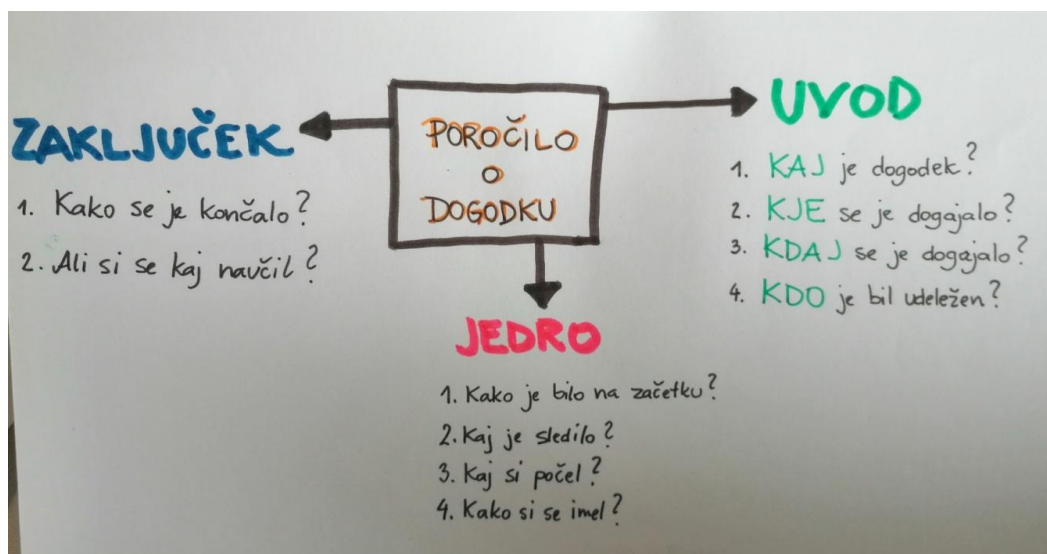 POROČILO
O
DOGODKU
UVOD
1. KAJ je dogodek?
2. KJE se je dogajalo?
3. KDAJ se je dogajalo?
4. KDO je bil udeležen?
JEDRO
1. Kako je bilo na začetku?
2. Kaj je sledilo?
3. Kaj si počel?
4. Kako si se imel?
ZAKLJUČEK
1. Kako se je končalo?
2. Ali si se kaj naučil?